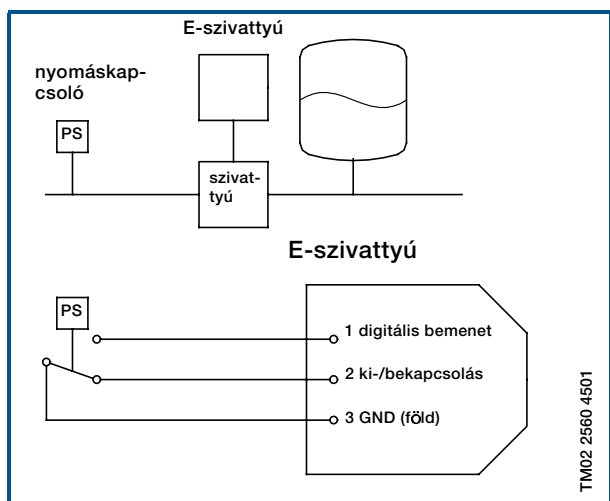 E-szivattyú
nyomáskap-
csoló
PS
szivat-
tyú
E-szivattyú
PS
1 digitális bemenet
2 ki-/bekapcsolás
3 GND (föld)
TM02 2560 4501